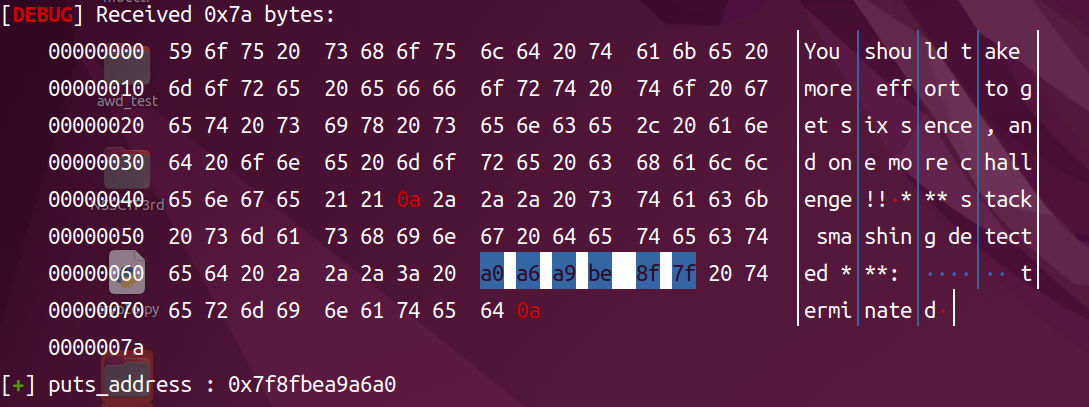 [DEBUG] Received 0x7a bytes:
00000000 59 6f 75 20 73 68 6f 75 6c 64 20 74 61 6b 65 20 │You │shou│ld t│ake │
00000010 6d 6f 72 65 20 65 66 66 6f 72 74 20 74 6f 20 67 │more│ eff│ort │to g│
00000020 65 74 20 73 69 78 20 73 65 6e 63 65 2c 20 61 6e │et s│ix s│ence│, an│
00000030 64 20 6f 6e 65 20 6d 6f 72 65 20 63 68 61 6c 6c │d on│e mo│re c│hall│
00000040 65 6e 67 65 21 21 0a 2a 2a 2a 20 73 74 61 63 6b │enge│!!·*│** s│tack│
00000050 20 73 6d 61 73 68 69 6e 67 20 64 65 74 65 63 74 │ sma│shin│g de│tect│
00000060 65 64 20 2a 2a 2a 3a 20 a0 a6 a9 be 8f 7f 20 74 │ed *│**: │····│·· t│
00000070 65 72 6d 69 6e 61 74 65 64 0a │ermi│nate│d·│
0000007a
[+] puts_address : 0x7f8fbea9a6a0
awd_test